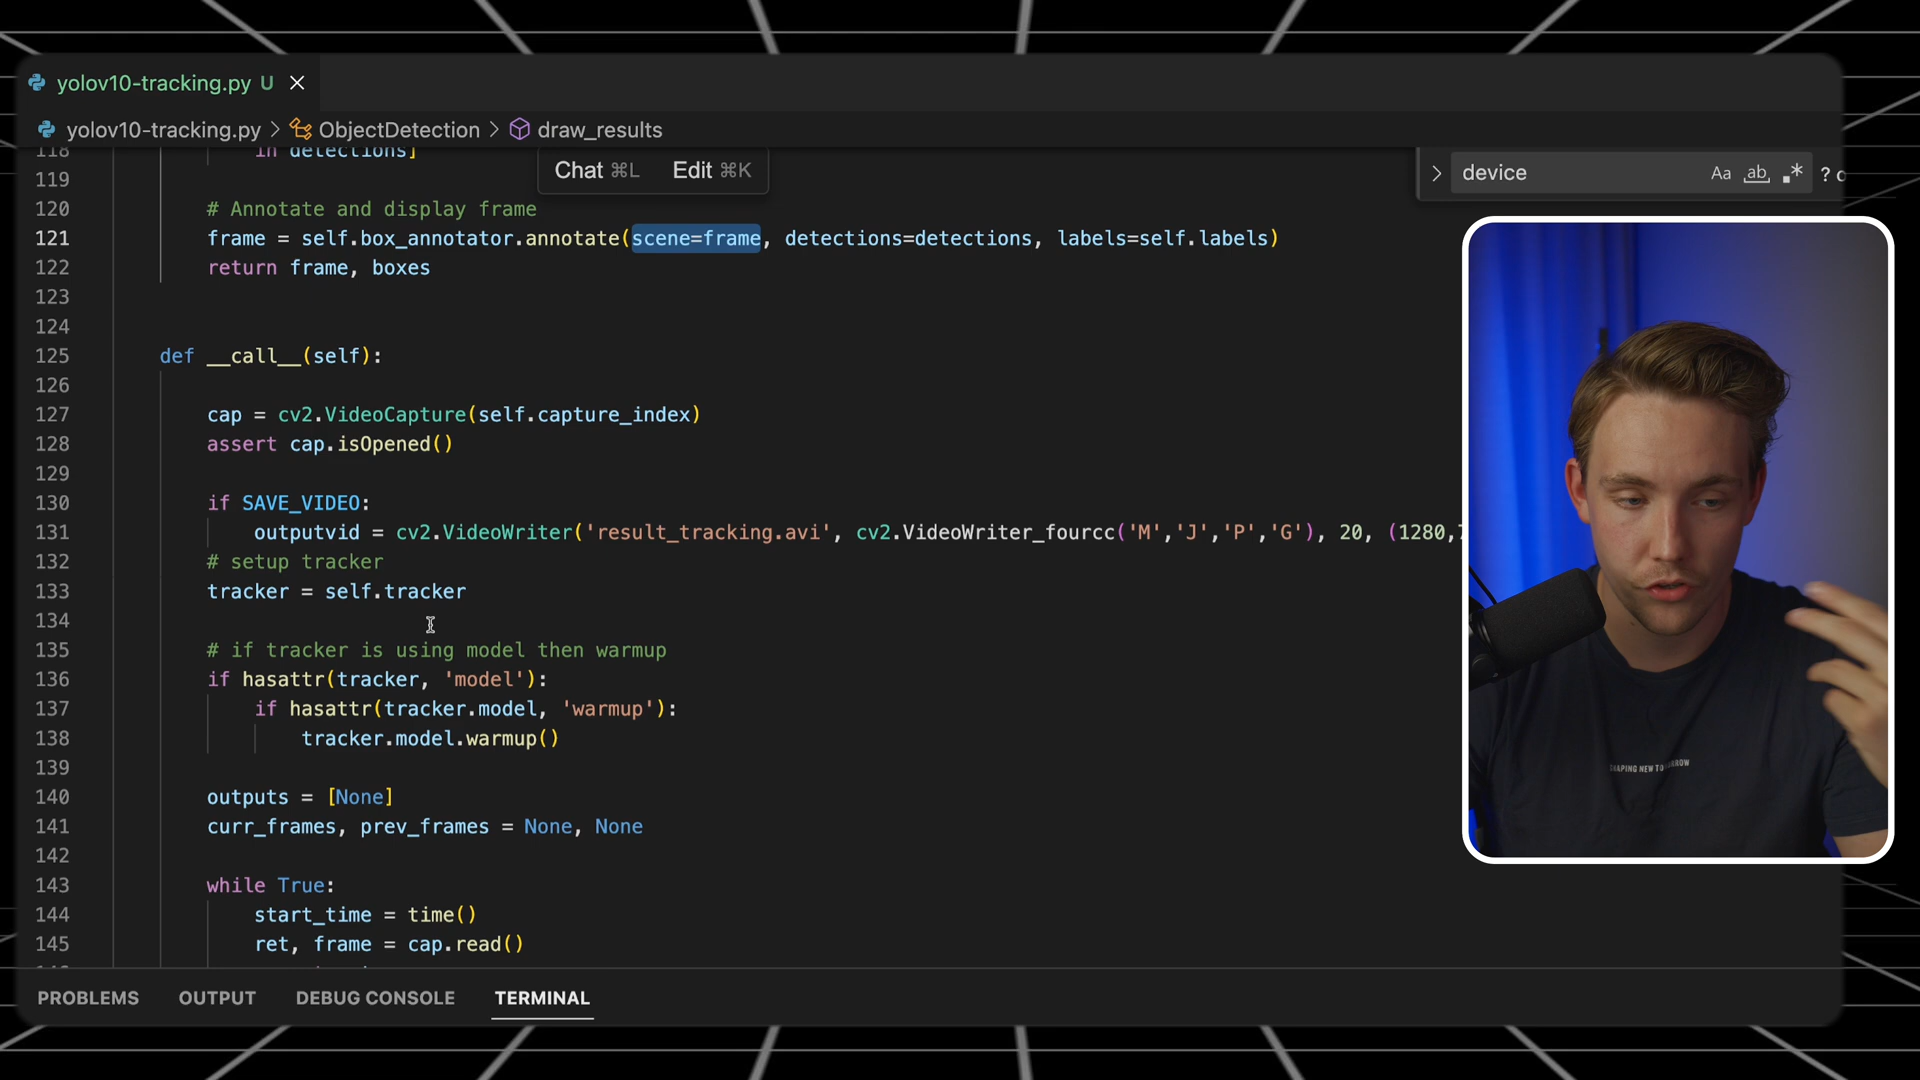 yolov10-tracking.py U
yolov10-tracking.py > ObjectDetection > draw_results
118 in detections]
Chat ⌘L Edit ⌘K
device Aa ab .*
119
120 # Annotate and display frame
121 frame = self.box_annotator.annotate(scene=frame, detections=detections, labels=self.labels)
122 return frame, boxes
123
124
125 def __call__(self):
126
127 cap = cv2.VideoCapture(self.capture_index)
128 assert cap.isOpened()
129
130 if SAVE_VIDEO:
131 outputvid = cv2.VideoWriter('result_tracking.avi', cv2.VideoWriter_fourcc('M','J','P','G'), 20, (1280,
132 # setup tracker
133 tracker = self.tracker
134
135 # if tracker is using model then warmup
136 if hasattr(tracker, 'model'):
137 if hasattr(tracker.model, 'warmup'):
138 tracker.model.warmup()
139
140 outputs = [None]
141 curr_frames, prev_frames = None, None
142
143 while True:
144 start_time = time()
145 ret, frame = cap.read()
PROBLEMS OUTPUT DEBUG CONSOLE TERMINAL